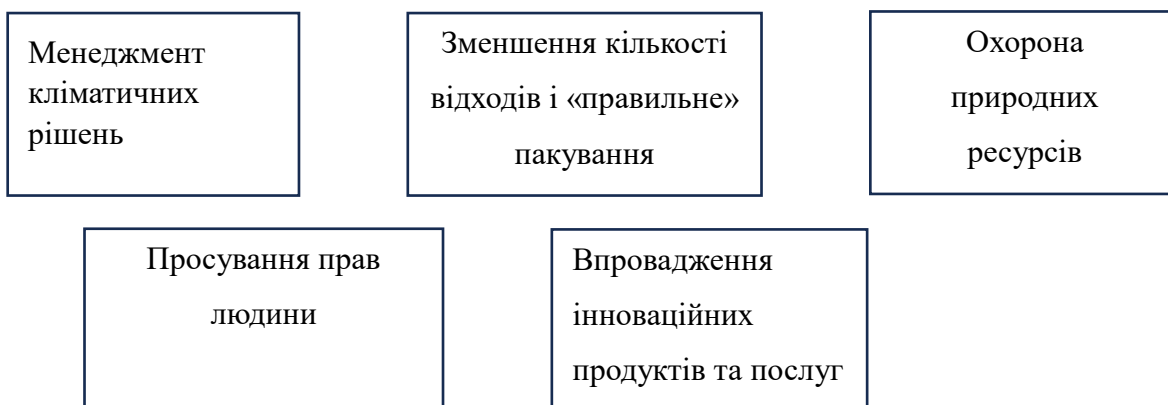 Менеджмент
кліматичних
рішень
Зменшення кількості
відходів і «правильне»
пакування
Охорона
природних
ресурсів
Просування прав
людини
Впровадження
інноваційних
продуктів та послуг